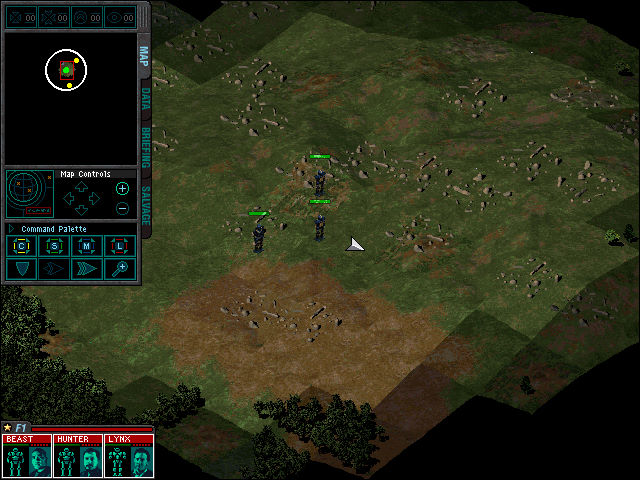 00 00 00 00
MAP
DATA
BRIEFING
SALVAGE
Map Controls
Command Palette
C S M L
F1
BEAST HUNTER LYNX